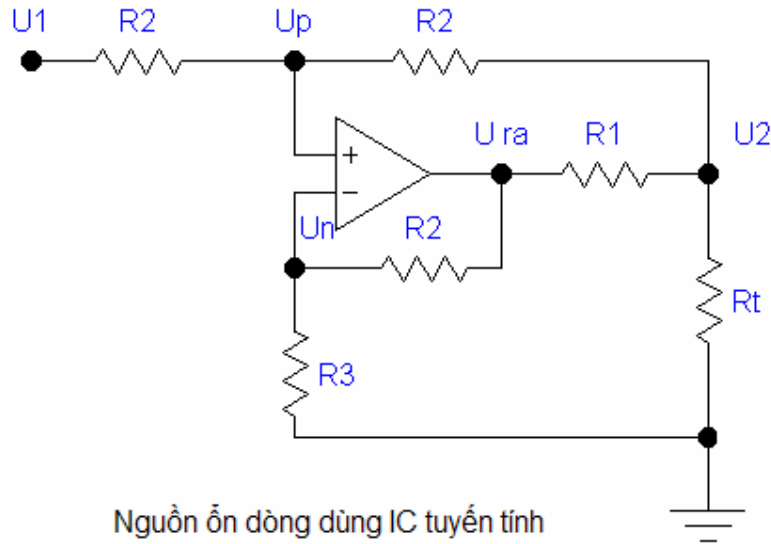 U1 R2 Up R2
U ra R1 U2
+
−
Un R2
Rt
R3
Nguồn ổn dòng dùng IC tuyến tính